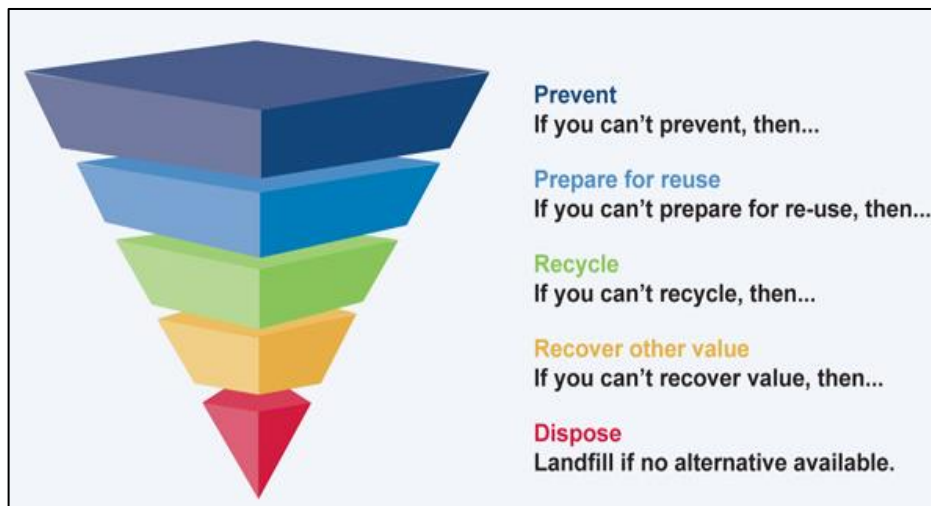 Prevent
If you can’t prevent, then...
Prepare for reuse
If you can’t prepare for re-use, then...
Recycle
If you can’t recycle, then...
Recover other value
If you can’t recover value, then...
Dispose
Landfill if no alternative available.